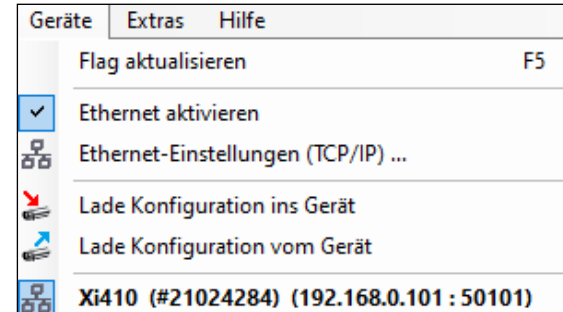 Geräte Extras Hilfe
Flag aktualisieren F5
Ethernet aktivieren
Ethernet-Einstellungen (TCP/IP) ...
Lade Konfiguration ins Gerät
Lade Konfiguration vom Gerät
Xi410 (#21024284) (192.168.0.101 : 50101)